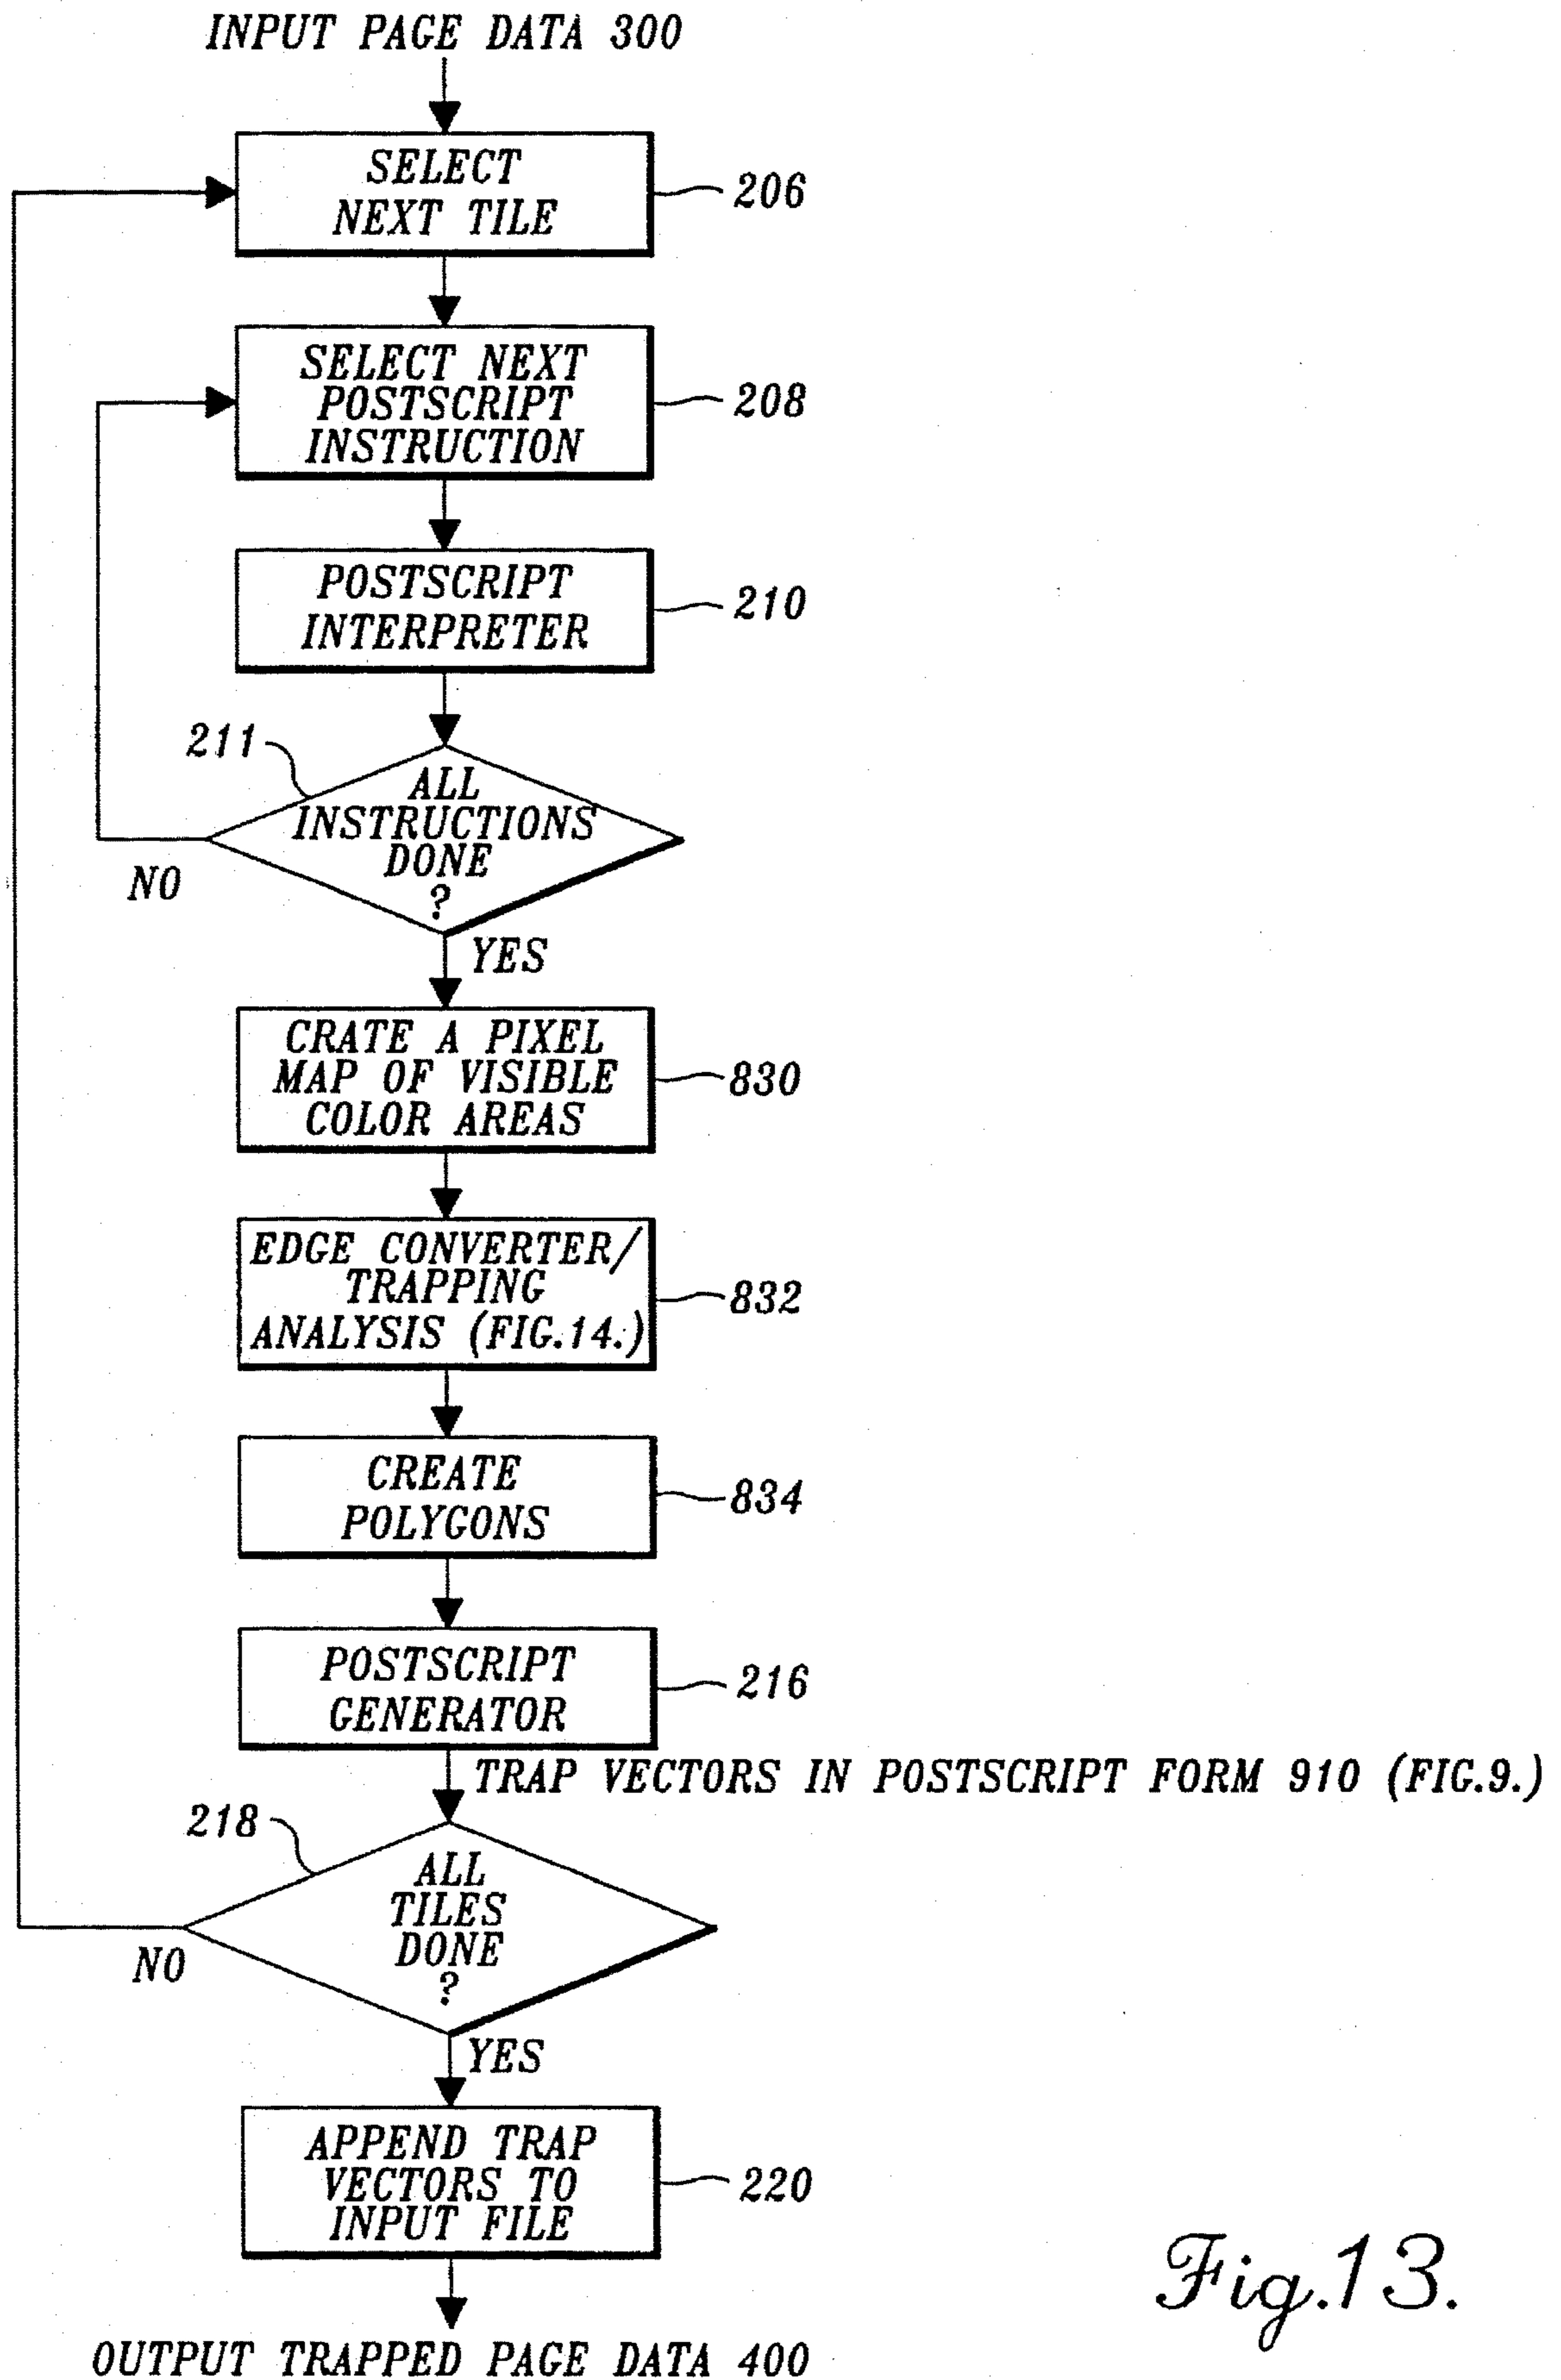 INPUT PAGE DATA 300
SELECT
NEXT TILE
206
SELECT NEXT
POSTSCRIPT
INSTRUCTION
208
POSTSCRIPT
INTERPRETER
210
211
ALL
INSTRUCTIONS
DONE
?
NO
YES
CRATE A PIXEL
MAP OF VISIBLE
COLOR AREAS
830
EDGE CONVERTER/
TRAPPING
ANALYSIS (FIG.14.)
832
CREATE
POLYGONS
834
POSTSCRIPT
GENERATOR
216
TRAP VECTORS IN POSTSCRIPT FORM 910 (FIG.9.)
218
ALL
TILES
DONE
?
NO
YES
APPEND TRAP
VECTORS TO
INPUT FILE
220
OUTPUT TRAPPED PAGE DATA 400
Fig.13.